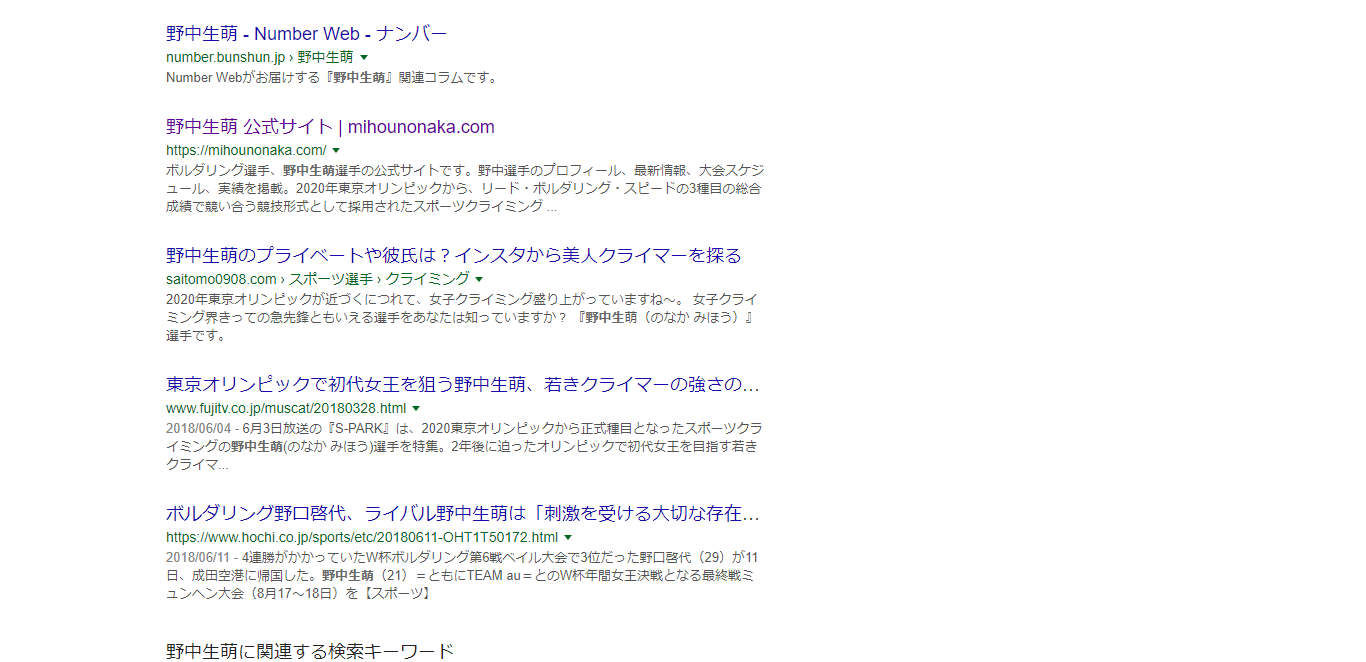 野中生萌 - Number Web - ナンバー
number.bunshun.jp › 野中生萌
Number Webがお届けする『野中生萌』関連コラムです。
野中生萌 公式サイト | mihounonaka.com
https://mihounonaka.com/
ボルダリング選手、野中生萌選手の公式サイトです。野中選手のプロフィール、最新情報、大会スケジ
ュール、実績を掲載。2020年東京オリンピックから、リード・ボルダリング・スピードの3種目の総合
成績で競い合う競技形式として採用されたスポーツクライミング ...
野中生萌のプライベートや彼氏は？インスタから美人クライマーを探る
saitomo0908.com › スポーツ選手 › クライミング
2020年東京オリンピックが近づくにつれて、女子クライミング盛り上がっていますね〜。 女子クライ
ミング界きっての急先鋒ともいえる選手をあなたは知っていますか？ 『野中生萌（のなか みほう）』
選手です。
東京オリンピックで初代女王を狙う野中生萌、若きクライマーの強さの...
www.fujitv.co.jp/muscat/20180328.html
2018/06/04 - 6月3日放送の『S-PARK』は、2020東京オリンピックから正式種目となったスポーツクラ
イミングの野中生萌(のなか みほう)選手を特集。2年後に迫ったオリンピックで初代女王を目指す若き
クライマ...
ボルダリング野口啓代、ライバル野中生萌は「刺激を受ける大切な存在...
https://www.hochi.co.jp/sports/etc/20180611-OHT1T50172.html
2018/06/11 - 4連勝がかかっていたW杯ボルダリング第6戦ベイル大会で3位だった野口啓代（29）が11
日、成田空港に帰国した。野中生萌（21）＝ともにTEAM au＝とのW杯年間女王決戦となる最終戦ミ
ュンヘン大会（8月17〜18日）を【スポーツ】
野中生萌に関連する検索キーワード